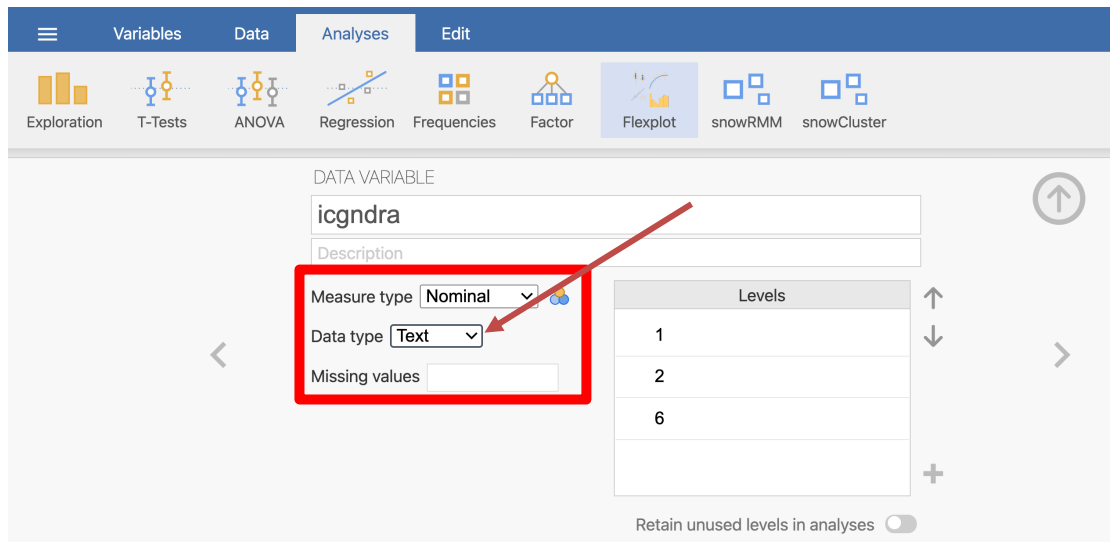 Variables Data Analyses Edit
Exploration T-Tests ANOVA Regression Frequencies Factor Flexplot snowRMM snowCluster
DATA VARIABLE
icgndra
Description
Measure type Nominal
Levels
Data type Text
1
Missing values
2
6
Retain unused levels in analyses